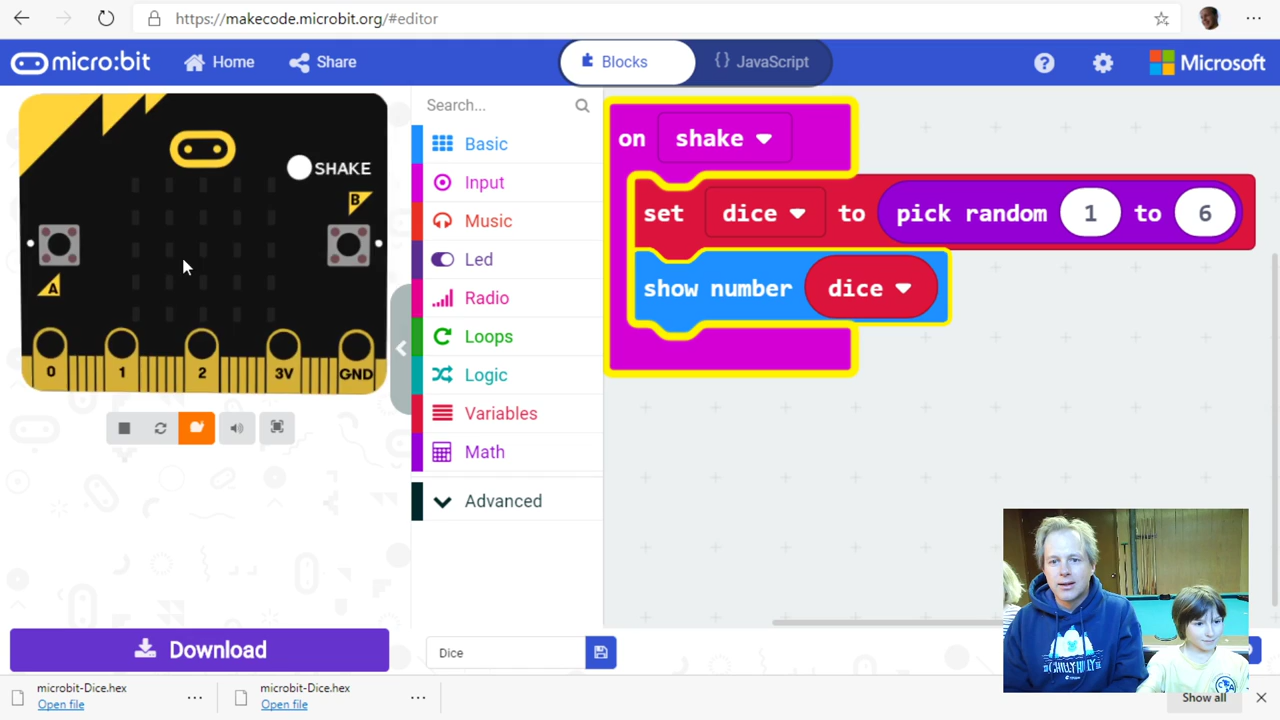 https://makecode.microbit.org/#editor
micro:bit
Home
Share
Blocks
{} JavaScript
?
Microsoft
SHAKE
B
A
0 1 2 3V GND
Search...
Basic
Input
Music
Led
Radio
Loops
Logic
Variables
Math
Advanced
on shake
set dice to pick random 1 to 6
show number dice
Download
Dice
microbit-Dice.hex
Open file
microbit-Dice.hex
Open file
Show all